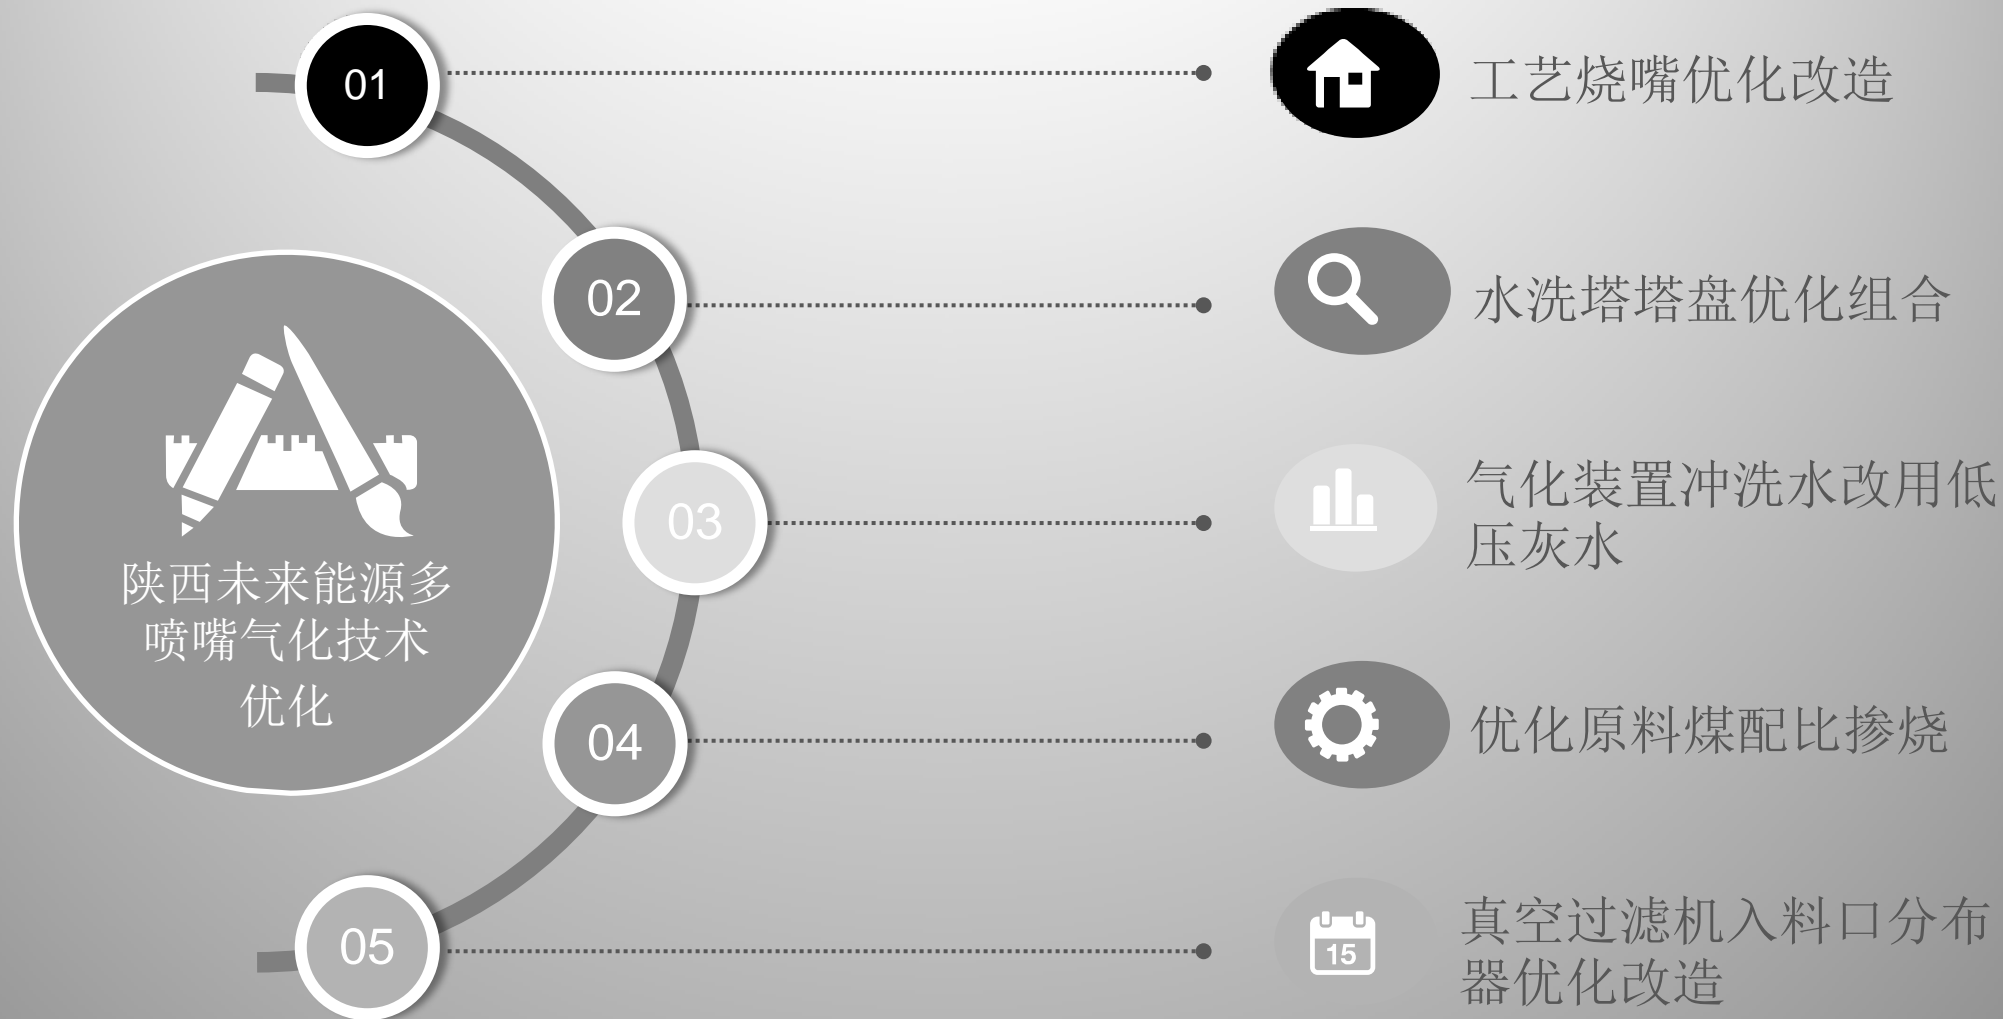 陕西未来能源多
喷嘴气化技术
优化
01
工艺烧嘴优化改造
02
水洗塔塔盘优化组合
03
气化装置冲洗水改用低
压灰水
04
优化原料煤配比掺烧
05
15
真空过滤机入料口分布
器优化改造